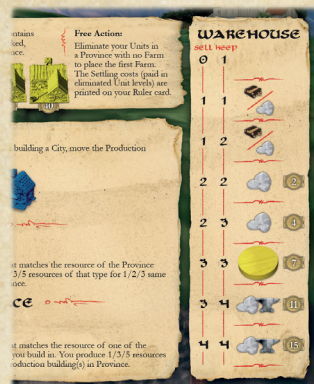 ntains
ited,
nce.
Free Action:
Eliminate your Units in
a Province with no Farm
to place the first Farm.
The Settling costs (paid in
eliminated Unit levels) are
printed on your Ruler card.
building a City, move the Production
at matches the resource of the Province
3/5 resources of that type for 1/2/3 same
nce.
CE
at matches the resource of one of the
you build in. You produce 1/3/5 resources
roduction building(s) in Province.
WAREHOUSE
SELL KEEP
0 1
1 1
1 2
2 2 2
2 3 4
3 3 7
3 4 11
4 4 15